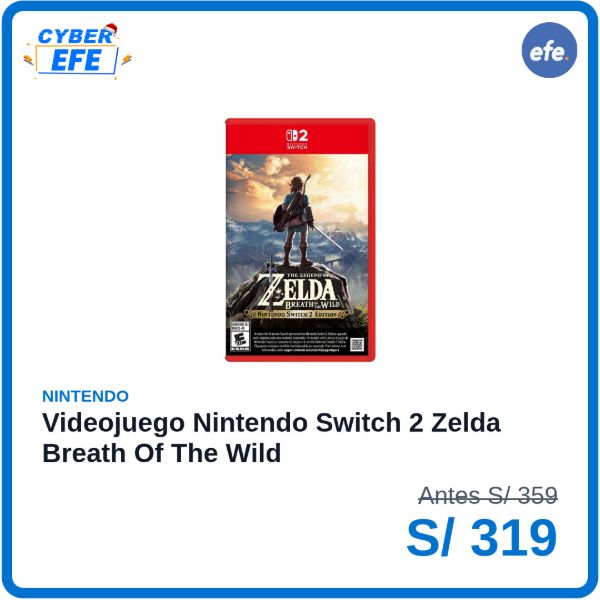 CYBER
EFE
efe.
2
NINTENDO
SWITCH
THE LEGEND OF
ZELDA
BREATH OF THE WILD
NINTENDO SWITCH 2 EDITION
E
NINTENDO
Videojuego Nintendo Switch 2 Zelda
Breath Of The Wild
Antes S/ 359
S/ 319